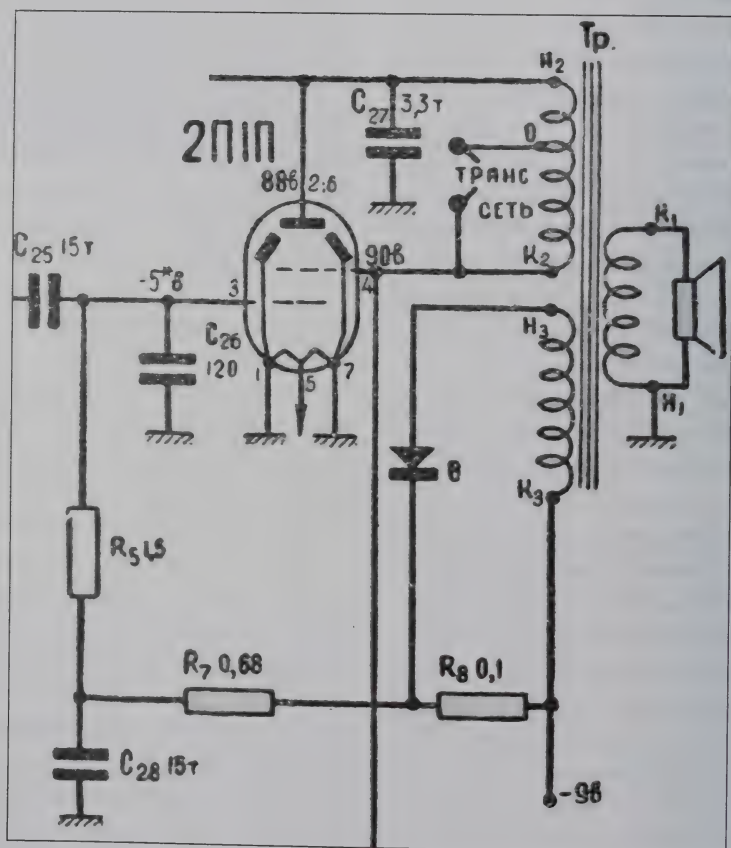 Тр.
Н₂
C₂₇ 3,3т
0
2П1П
ТРАНС
88в 2:6
СЕТЬ
К₁
C₂₅ 15т
90в
К₂
-5*в
3
4
Н₃
C₂₆
120
1
5
7
Н₁
В
К₃
R₅ 1,5
R₇ 0,68
R₈ 0,1
C₂₈ 15т
-9в